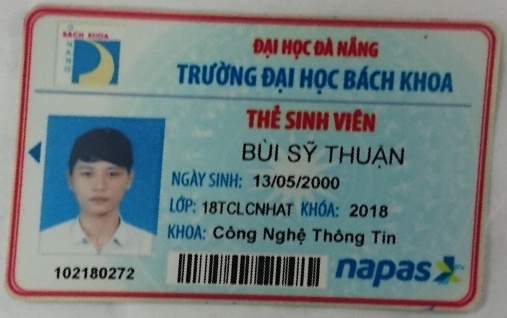 BÁCH KHOA
ĐÀ NẴNG
ĐẠI HỌC ĐÀ NẴNG
TRƯỜNG ĐẠI HỌC BÁCH KHOA
THẺ SINH VIÊN
BÙI SỸ THUẬN
NGÀY SINH: 13/05/2000
LỚP: 18TCLCNHAT KHÓA: 2018
KHOA: Công Nghệ Thông Tin
102180272
napas